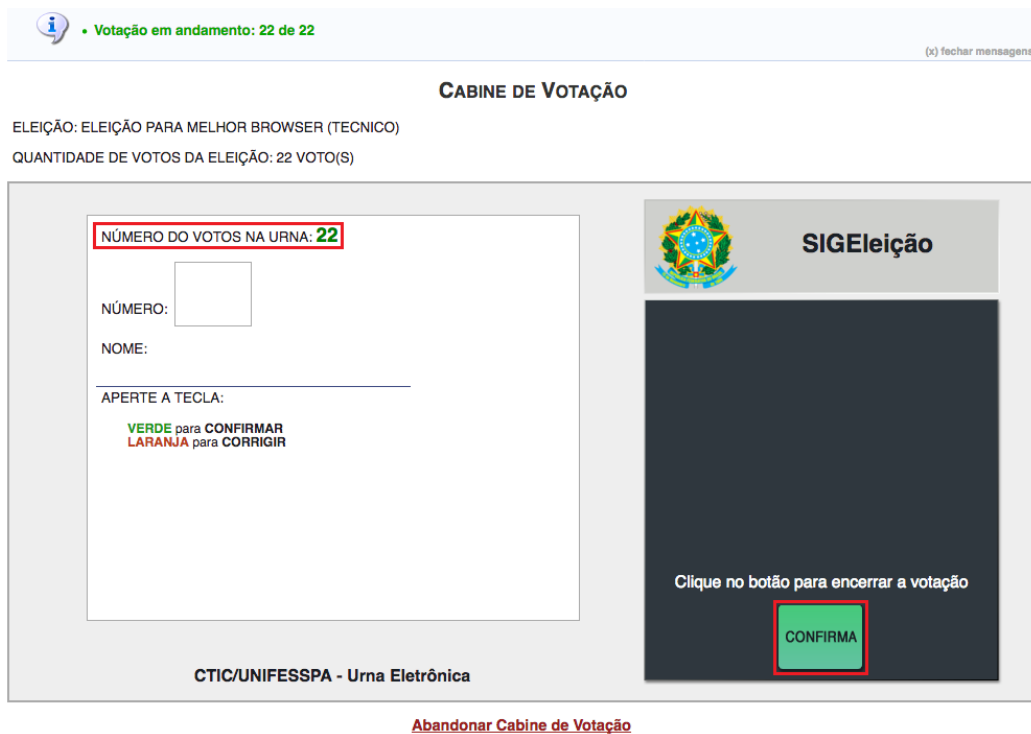 • Votação em andamento: 22 de 22
(x) fechar mensagens
CABINE DE VOTAÇÃO
ELEIÇÃO: ELEIÇÃO PARA MELHOR BROWSER (TECNICO)
QUANTIDADE DE VOTOS DA ELEIÇÃO: 22 VOTO(S)
NÚMERO DO VOTOS NA URNA: 22
NÚMERO:
NOME:
APERTE A TECLA:
VERDE para CONFIRMAR
LARANJA para CORRIGIR
CTIC/UNIFESSPA - Urna Eletrônica
SIGEleição
Clique no botão para encerrar a votação
CONFIRMA
Abandonar Cabine de Votação